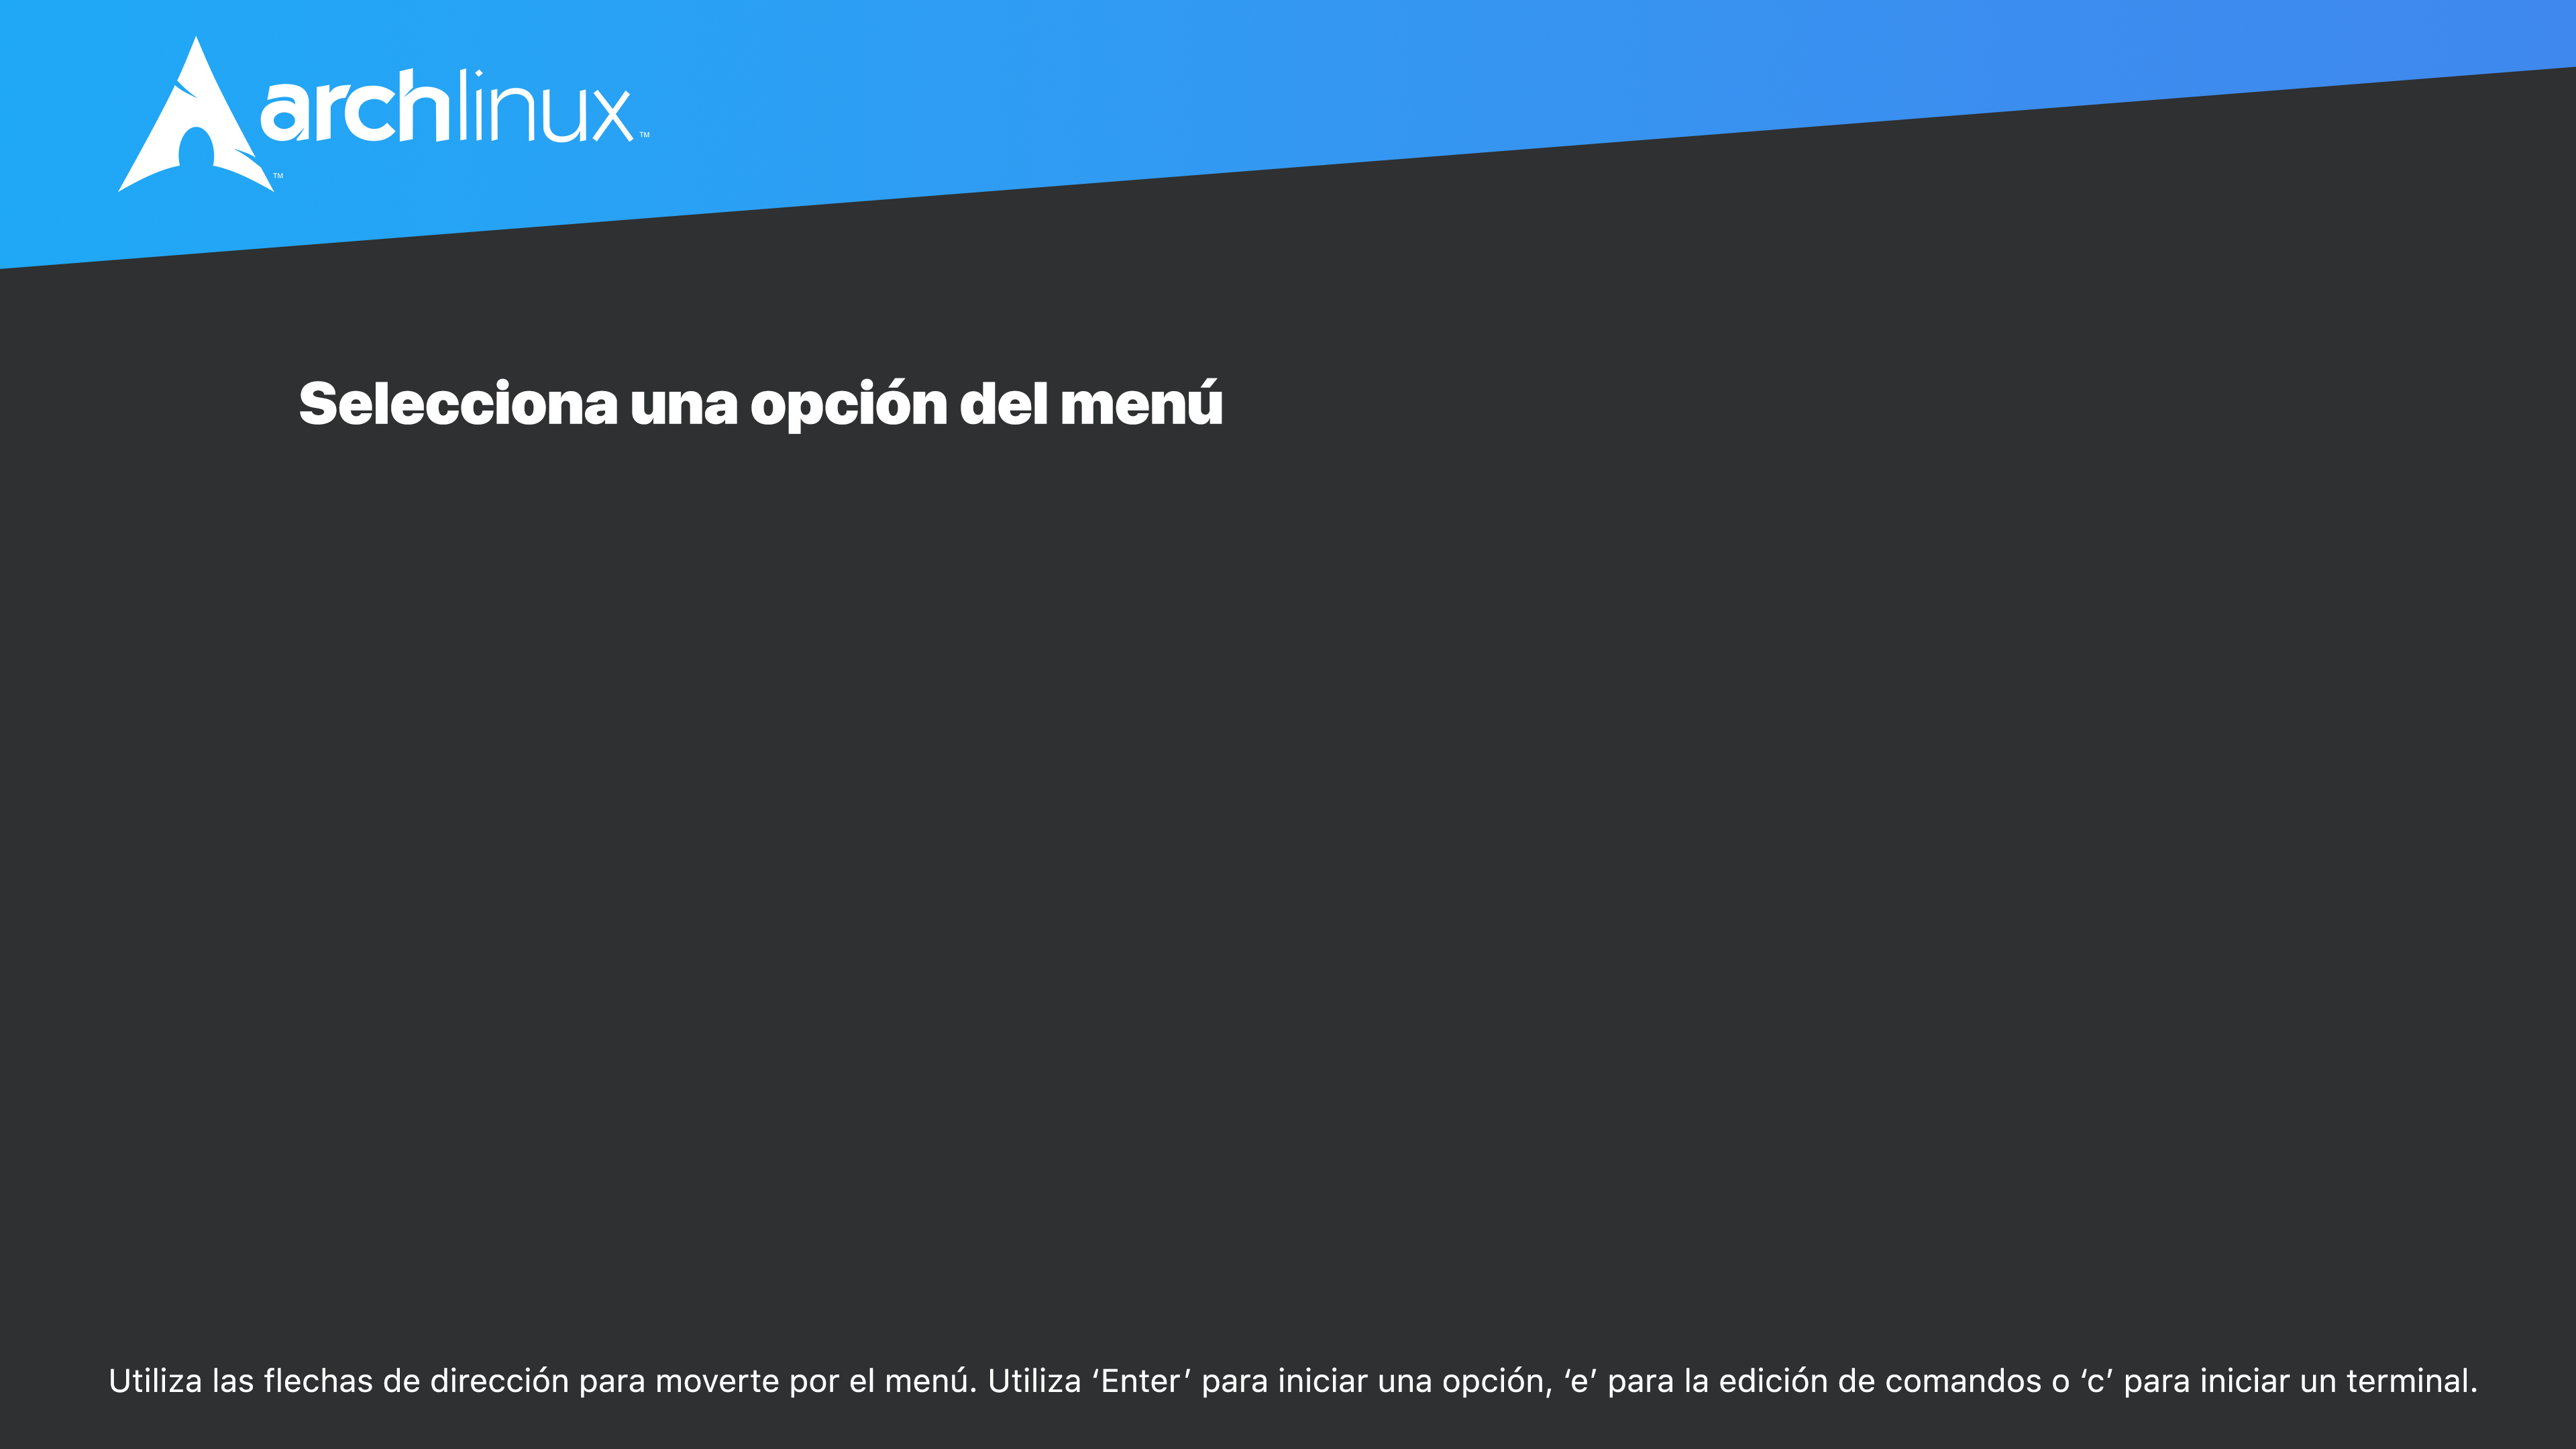 archlinux™
™
Selecciona una opción del menú
Utiliza las flechas de dirección para moverte por el menú. Utiliza ‘Enter’ para iniciar una opción, ‘e’ para la edición de comandos o ‘c’ para iniciar un terminal.